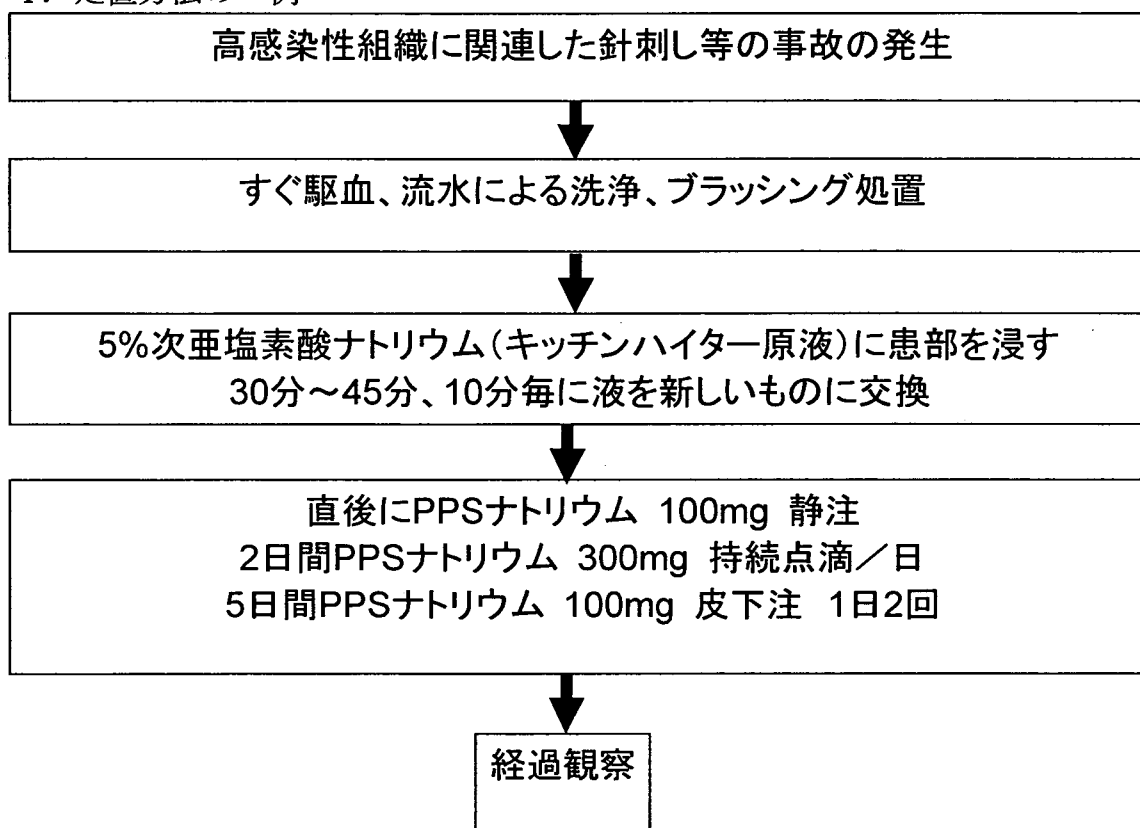 高感染性組織に関連した針刺し等の事故の発生
すぐ駆血、流水による洗浄、ブラッシング処置
5%次亜塩素酸ナトリウム(キッチンハイター原液)に患部を浸す
30分～45分、10分毎に液を新しいものに交換
直後にPPSナトリウム 100mg 静注
2日間PPSナトリウム 300mg 持続点滴／日
5日間PPSナトリウム 100mg 皮下注 1日2回
経過観察